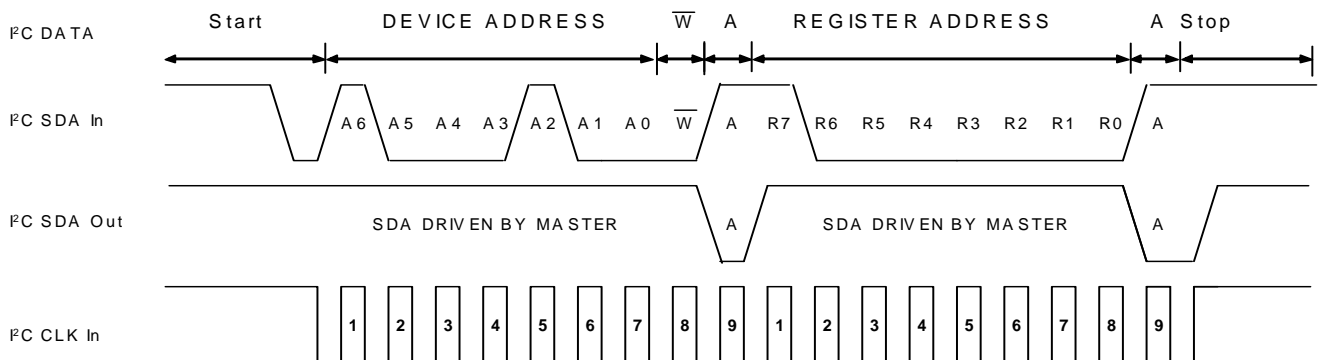 I²C DATA Start DEVICE ADDRESS W̅ A REGISTER ADDRESS A Stop
I²C SDA In A6 A5 A4 A3 A2 A1 A0 W̅ A R7 R6 R5 R4 R3 R2 R1 R0 A
I²C SDA Out SDA DRIVEN BY MASTER A SDA DRIVEN BY MASTER A
I²C CLK In 1 2 3 4 5 6 7 8 9 1 2 3 4 5 6 7 8 9